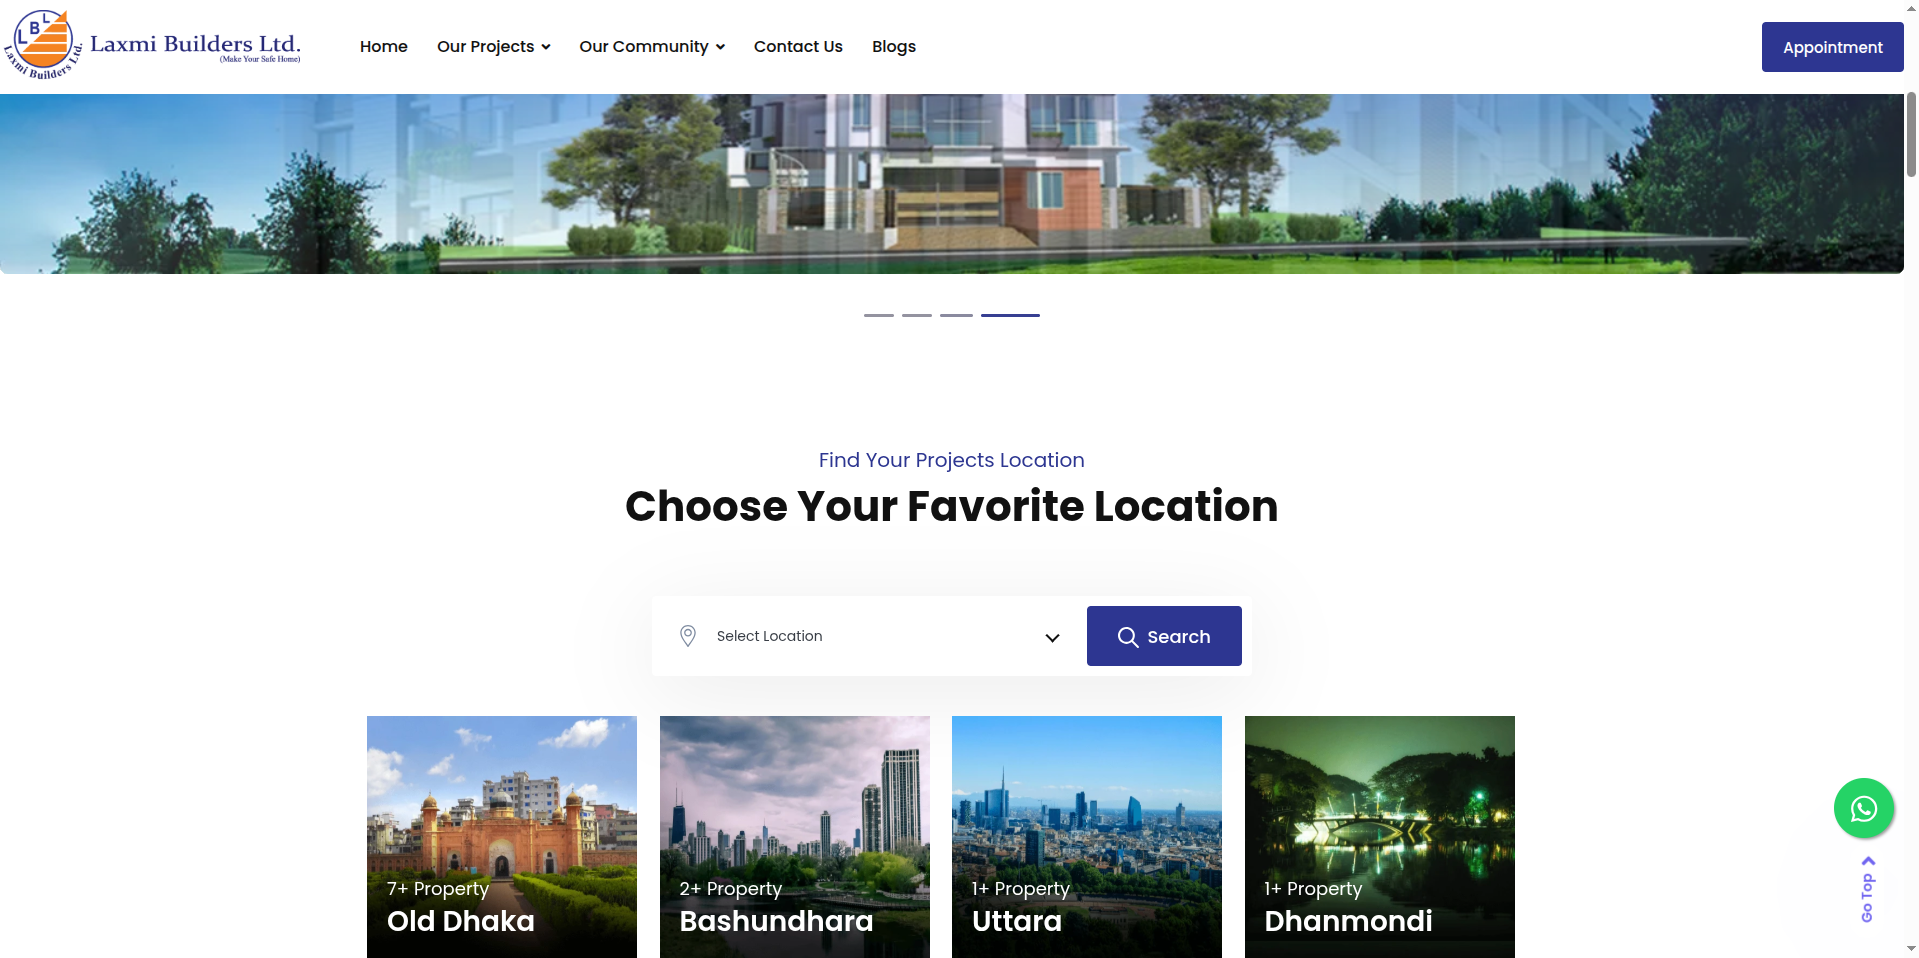 L B L
Laxmi Builders Ltd.
Laxmi Builders Ltd.
(Make Your Safe Home)
Home
Our Projects
Our Community
Contact Us
Blogs
Appointment
Find Your Projects Location
Choose Your Favorite Location
Select Location
Search
7+ Property
Old Dhaka
2+ Property
Bashundhara
1+ Property
Uttara
1+ Property
Dhanmondi
Go Top